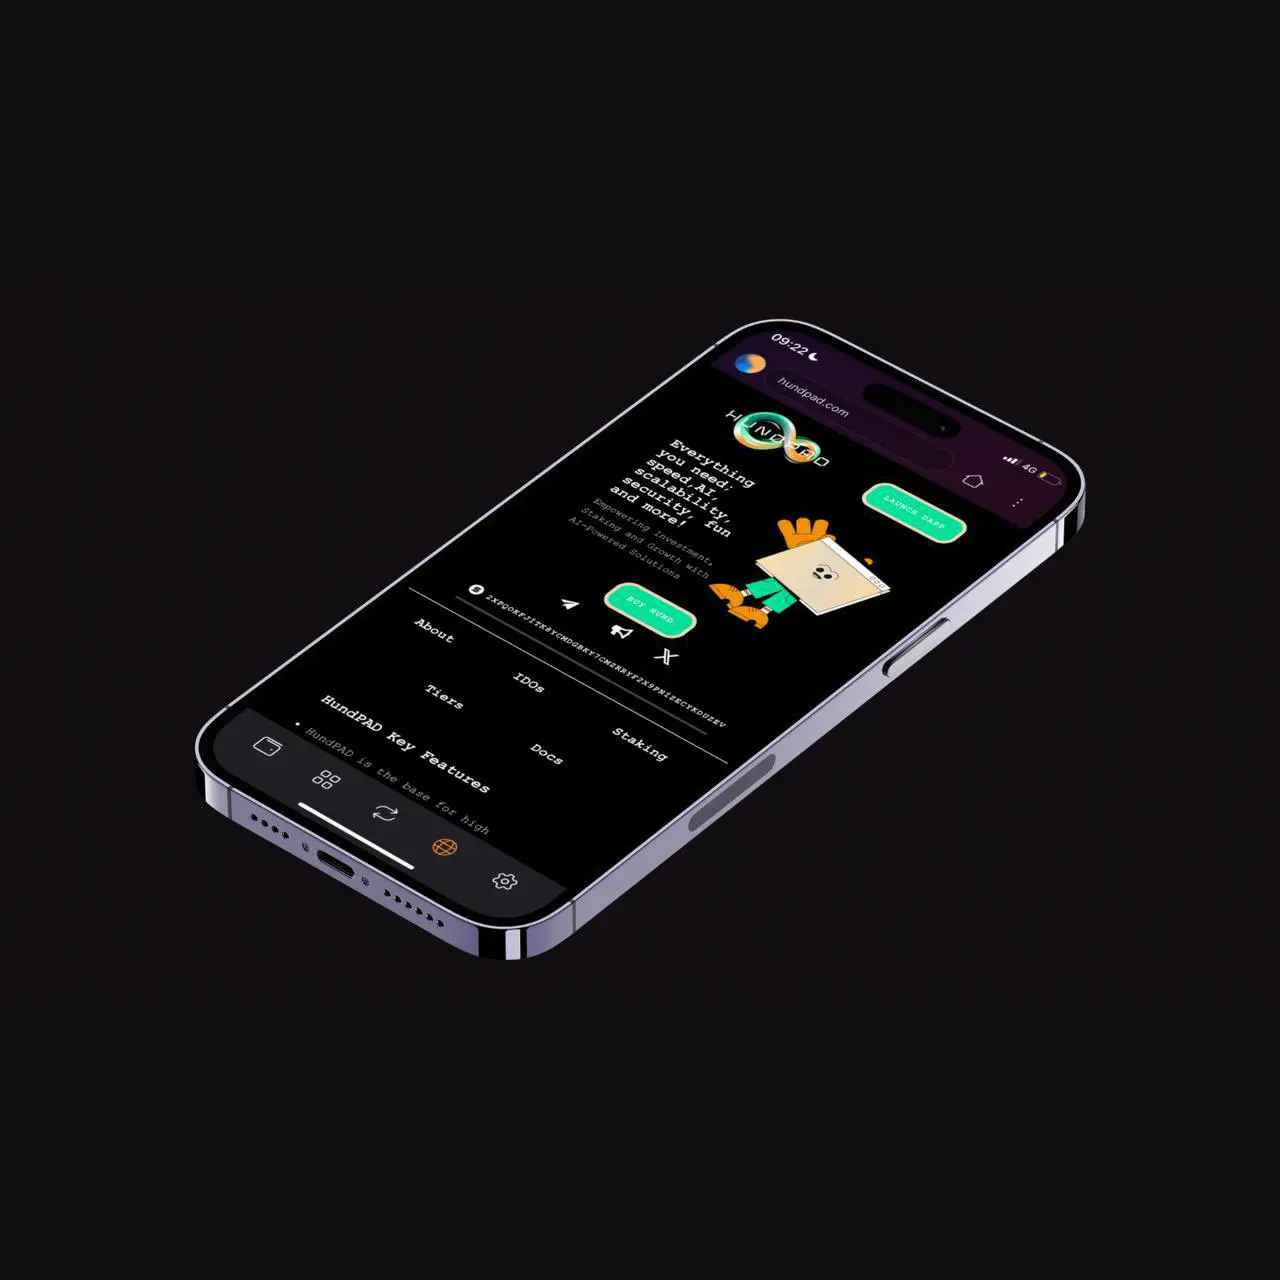 09:22
4G
hundpad.com
HUNDPAD
LAUNCH DAPP
Everything
you need:
speed,AI,
scalability,
security, fun
and more!
Empowering Investment,
Staking and Growth with
AI-Powered Solutions
BUY HUND
About
IDOs
Staking
Tiers
Docs
HundPAD Key Features
• HundPAD is the base for high